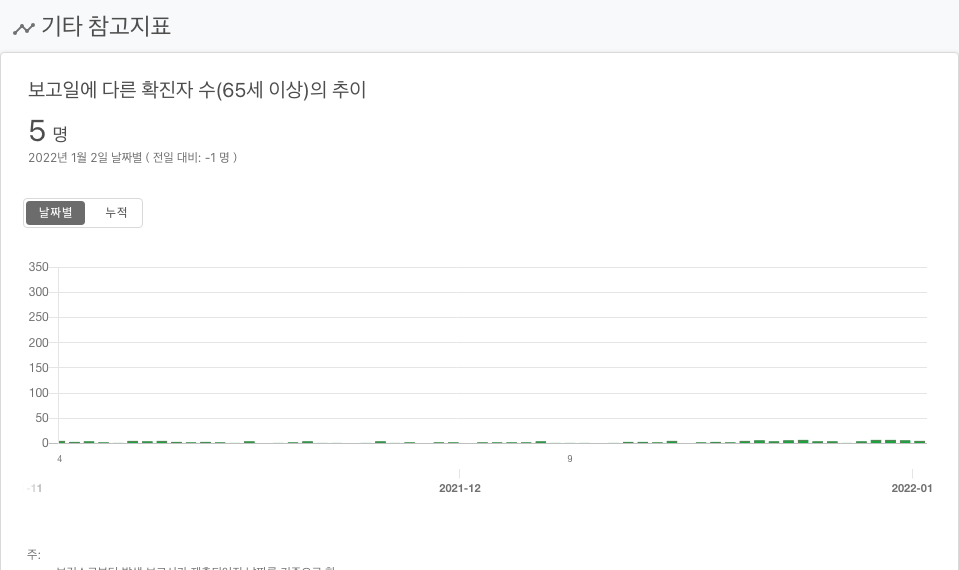 기타 참고지표
보고일에 다른 확진자 수(65세 이상)의 추이
5 명
2022년 1월 2일 날짜별 ( 전일 대비: -1 명 )
날짜별 누적
350
300
250
200
150
100
50
0
4 9
-11 2021-12 2022-01
주: